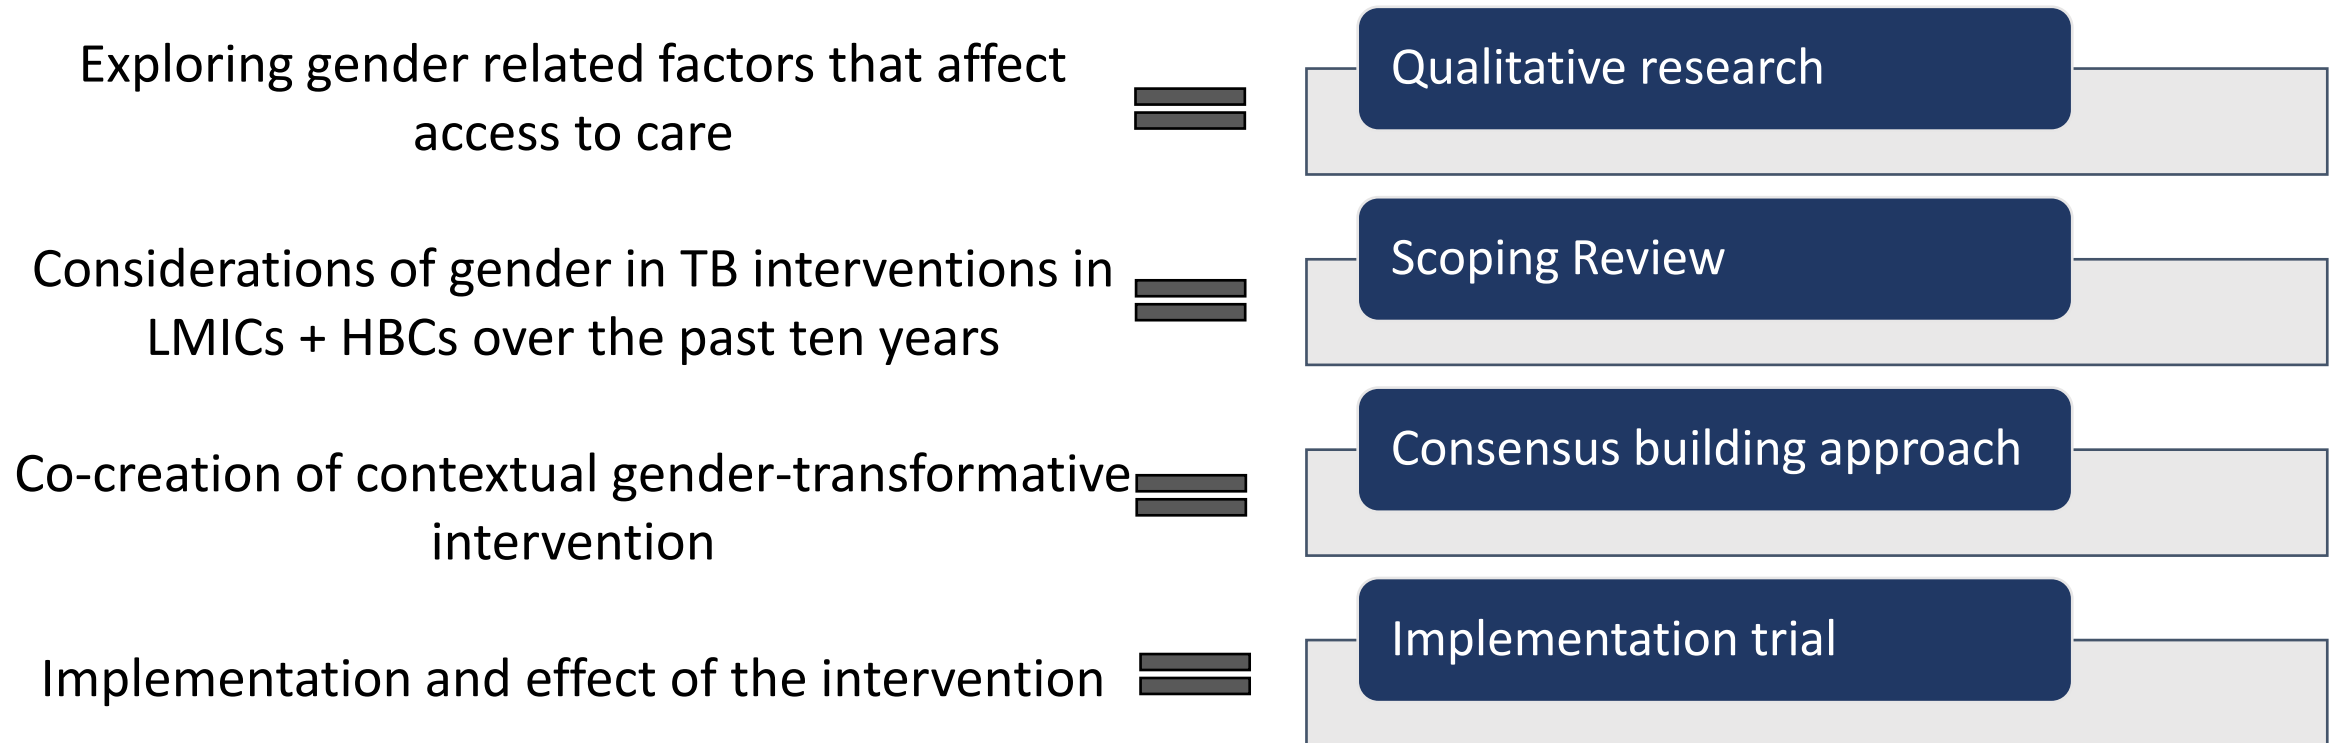 Exploring gender related factors that affect
access to care
Qualitative research
Considerations of gender in TB interventions in
LMICs + HBCs over the past ten years
Scoping Review
Co-creation of contextual gender-transformative
intervention
Consensus building approach
Implementation and effect of the intervention
Implementation trial